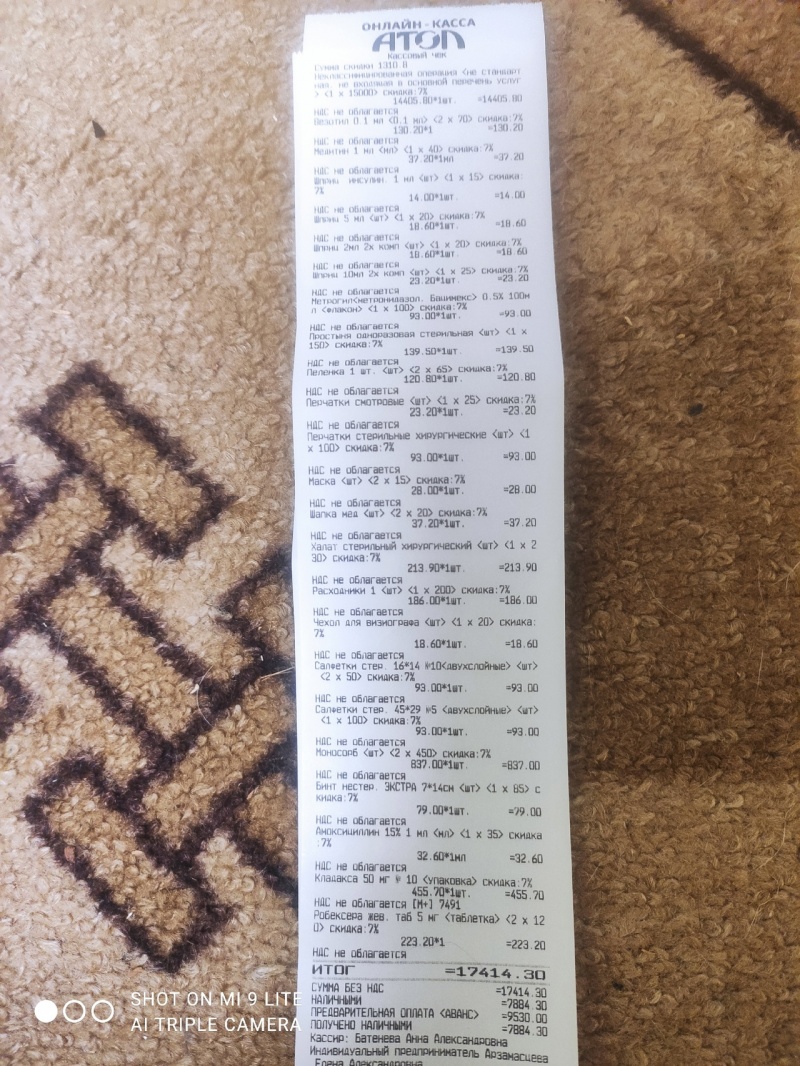 ОНЛАЙН-КАССА
АТОЛ
Кассовый чек
Сумма скидки 1310.8
Неклассифицированная операция <не стандарт
ная, не входящая в основной перечень услуг
> <1 x 15000> скидка:7%
14405.80*1шт. =14405.80
НДС не облагается
Везотил 0.1 мл <0.1 мл> <2 x 70> скидка:7%
130.20*1 =130.20
НДС не облагается
Медитин 1 мл <мл> <1 x 40> скидка:7%
37.20*1мл =37.20
НДС не облагается
Шприц инсулин. 1 мл <шт> <1 x 15> скидка:
7%
14.00*1шт. =14.00
НДС не облагается
Шприц 5 мл <шт> <1 x 20> скидка:7%
18.60*1шт. =18.60
НДС не облагается
Шприц 2мл 2х комп <шт> <1 x 20> скидка:7%
18.60*1шт. =18.60
НДС не облагается
Шприц 10мл 2х комп <шт> <1 x 25> скидка:7%
23.20*1шт. =23.20
НДС не облагается
Метрогил<метронидазол. Бацимекс> 0.5% 100м
л <флакон> <1 x 100> скидка:7%
93.00*1шт. =93.00
НДС не облагается
Простыня одноразовая стерильная <шт> <1 x
150> скидка:7%
139.50*1шт. =139.50
НДС не облагается
Пеленка 1 шт. <шт> <2 x 65> скидка:7%
120.80*1шт. =120.80
НДС не облагается
Перчатки смотровые <шт> <1 x 25> скидка:7%
23.20*1шт. =23.20
НДС не облагается
Перчатки стерильные хирургические <шт> <1
x 100> скидка:7%
93.00*1шт. =93.00
НДС не облагается
Маска <шт> <2 x 15> скидка:7%
28.00*1шт. =28.00
НДС не облагается
Шапка мед <шт> <2 x 20> скидка:7%
37.20*1шт. =37.20
НДС не облагается
Халат стерильный хирургический <шт> <1 x 2
30> скидка:7%
213.90*1шт. =213.90
НДС не облагается
Расходники 1 <шт> <1 x 200> скидка:7%
186.00*1шт. =186.00
НДС не облагается
Чехол для визиографа <шт> <1 x 20> скидка:
7%
18.60*1шт. =18.60
НДС не облагается
Салфетки стер. 16*14 №10<двухслойные> <шт>
<2 x 50> скидка:7%
93.00*1шт. =93.00
НДС не облагается
Салфетки стер. 45*29 №5 <двухслойные> <шт>
<1 x 100> скидка:7%
93.00*1шт. =93.00
НДС не облагается
Моносорб <шт> <2 x 450> скидка:7%
837.00*1шт. =837.00
НДС не облагается
Бинт нестер. ЭКСТРА 7*14см <шт> <1 x 85> с
кидка:7%
79.00*1шт. =79.00
НДС не облагается
Амоксициллин 15% 1 мл <мл> <1 x 35> скидка
:7%
32.60*1мл =32.60
НДС не облагается
Кладакса 50 мг № 10 <упаковка> скидка:7%
455.70*1шт. =455.70
НДС не облагается [М+] 7491
Робексера жев. таб 5 мг <таблетка> <2 x 12
0> скидка:7%
223.20*1 =223.20
НДС не облагается
ИТОГ =17414.30
СУММА БЕЗ НДС =17414.30
НАЛИЧНЫМИ =7884.30
ПРЕДВАРИТЕЛЬНАЯ ОПЛАТА <АВАНС> =9530.00
ПОЛУЧЕНО НАЛИЧНЫМИ =7884.30
Кассир: Батенева Анна Александровна
Индивидуальный предприниматель Арзамасцева
Елена Александровна
SHOT ON MI 9 LITE
AI TRIPLE CAMERA